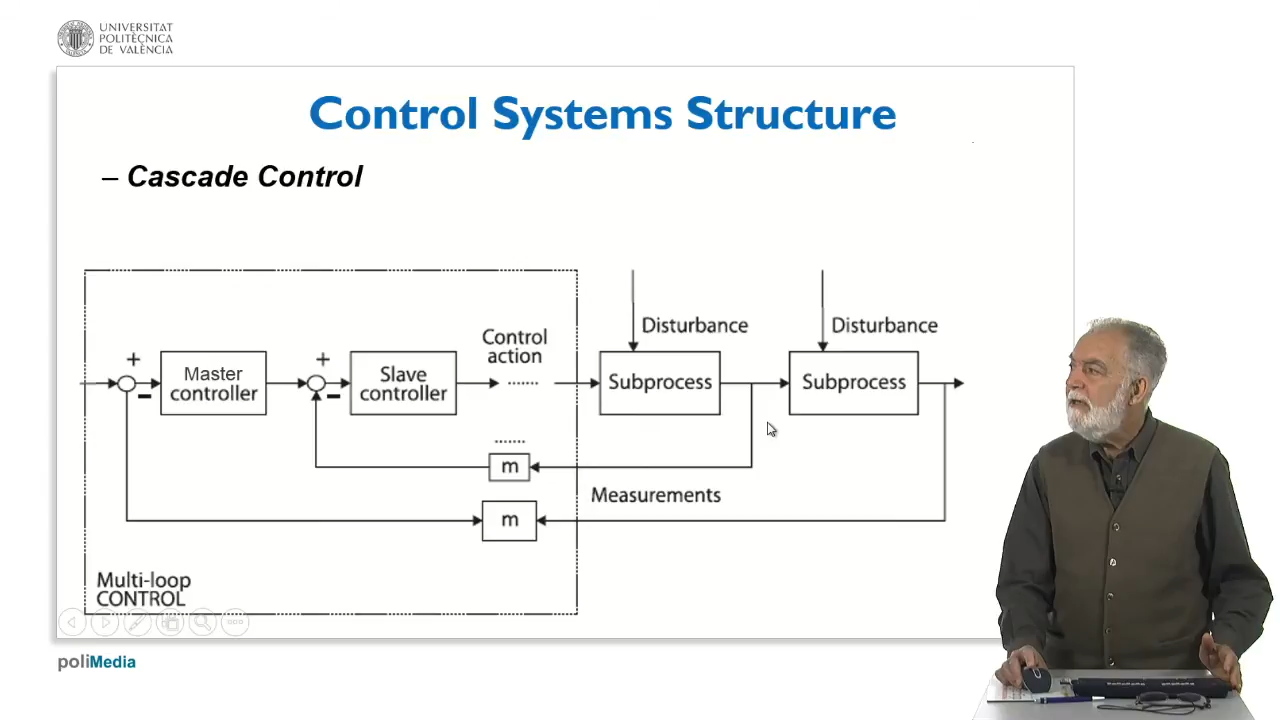 UNIVERSITAT
POLITÈCNICA
DE VALÈNCIA
Control Systems Structure
– Cascade Control
Control
action
Disturbance
Disturbance
+
+
Master
controller
Slave
controller
Subprocess
Subprocess
m
Measurements
m
Multi-loop
CONTROL
poliMedia